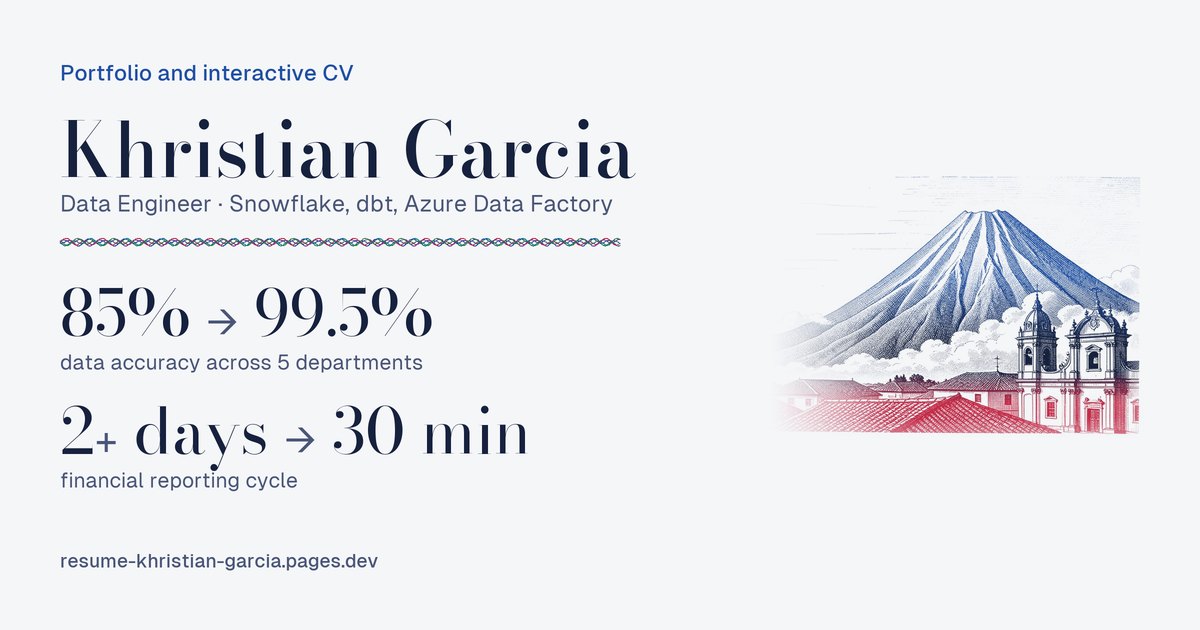 Portfolio and interactive CV
Khristian Garcia
Data Engineer · Snowflake, dbt, Azure Data Factory
85% → 99.5%
data accuracy across 5 departments
2+ days → 30 min
financial reporting cycle
resume-khristian-garcia.pages.dev